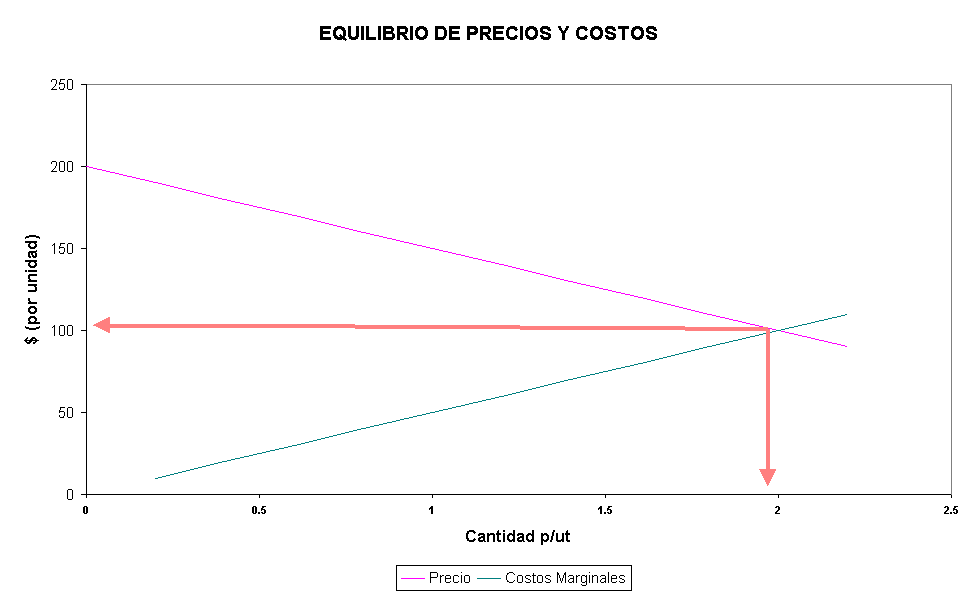 EQUILIBRIO DE PRECIOS Y COSTOS
250
200
150
100
50
0
$ (por unidad)
0 0.5 1 1.5 2 2.5
Cantidad p/ut
Precio Costos Marginales